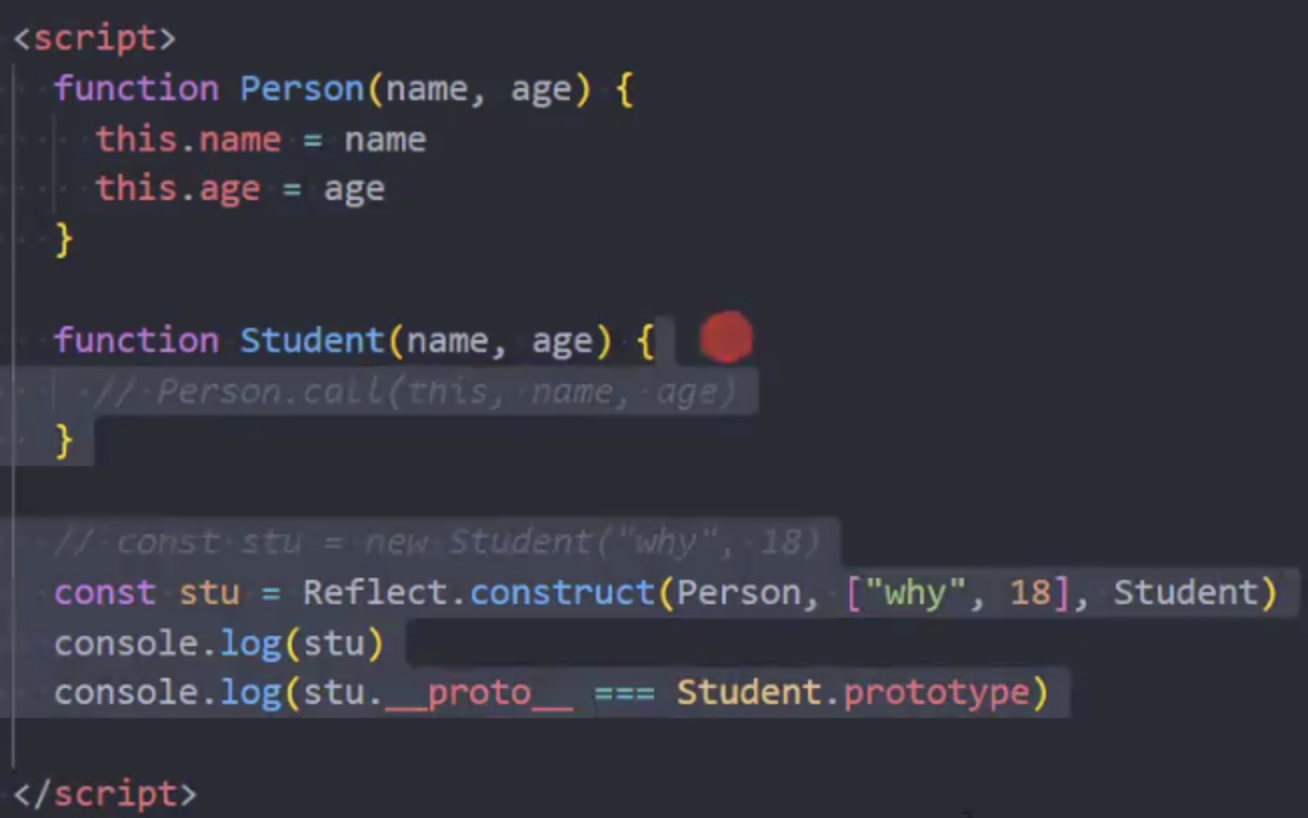 <script>
function Person(name, age) {
this.name = name
this.age = age
}
function Student(name, age) {
// Person.call(this, name, age)
}
// const stu = new Student("why", 18)
const stu = Reflect.construct(Person, ["why", 18], Student)
console.log(stu)
console.log(stu.__proto__ === Student.prototype)
</script>